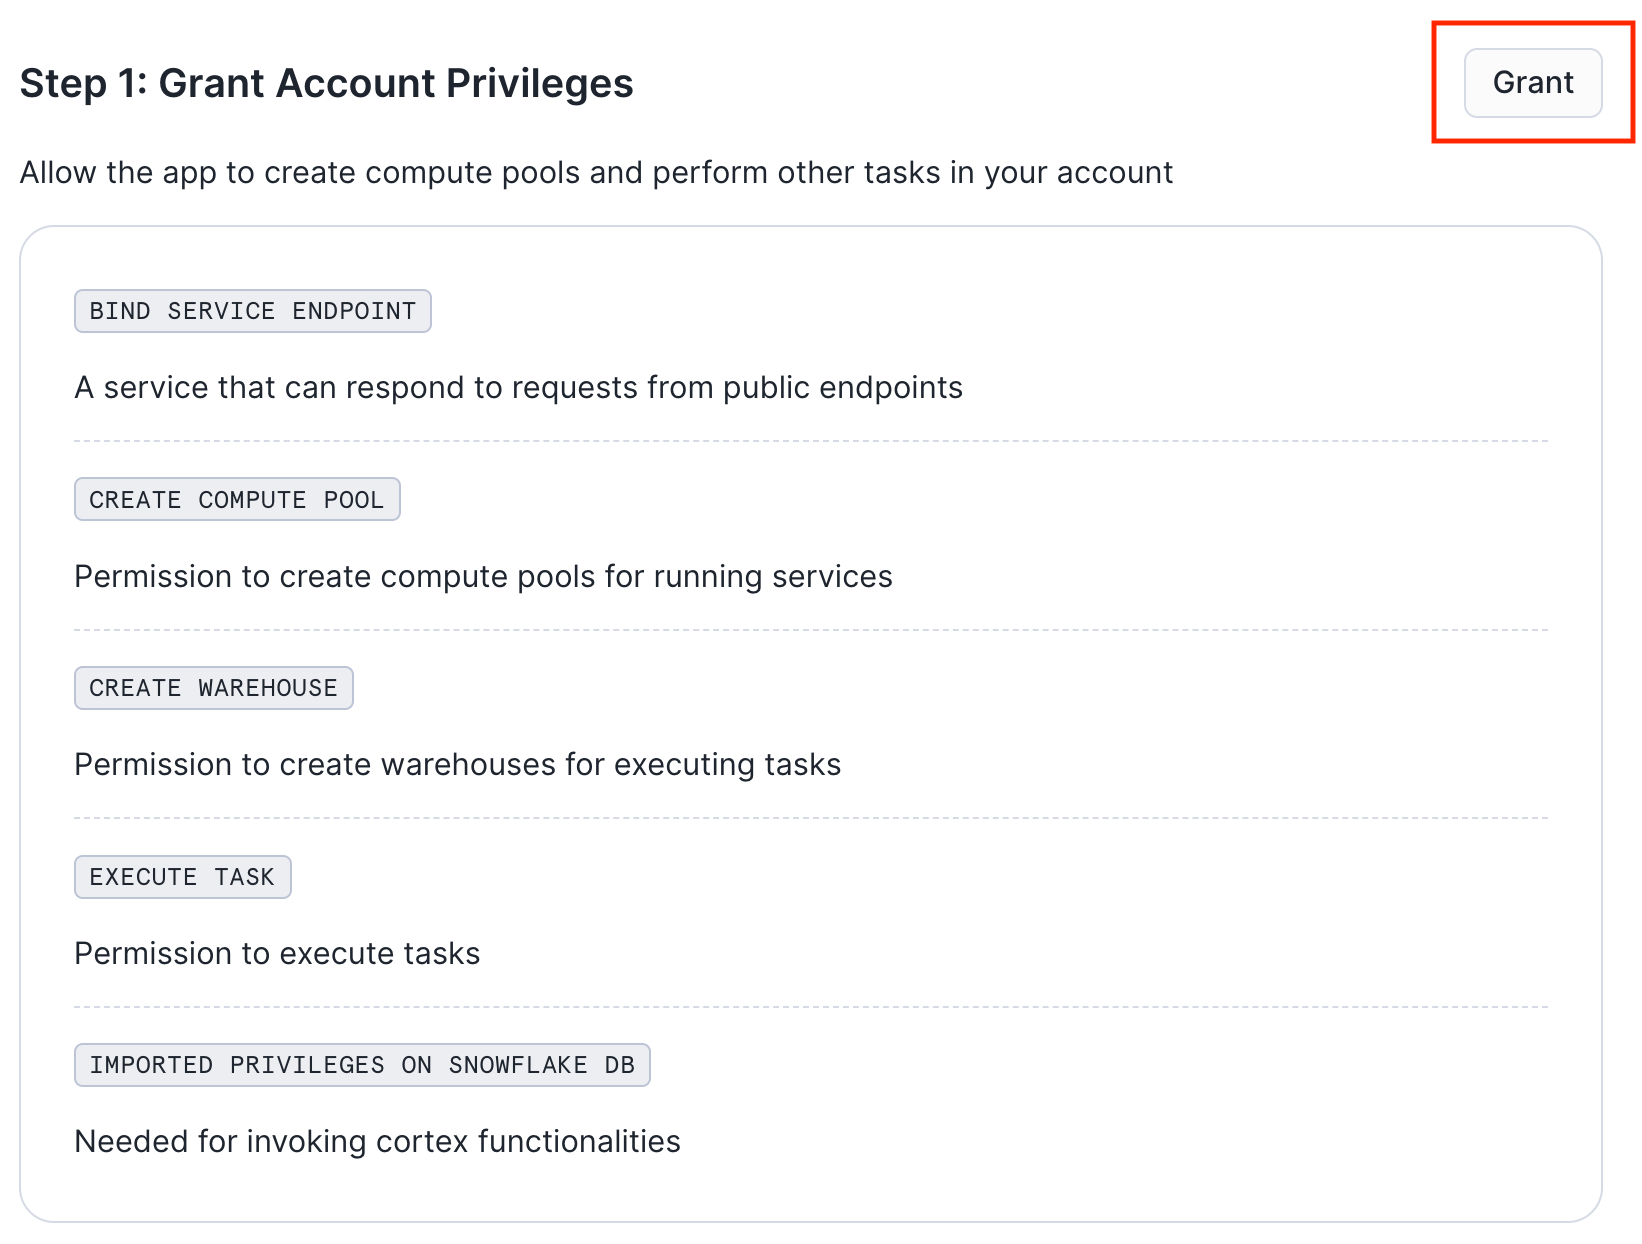 Step 1: Grant Account Privileges
Grant
Allow the app to create compute pools and perform other tasks in your account
BIND SERVICE ENDPOINT
A service that can respond to requests from public endpoints
CREATE COMPUTE POOL
Permission to create compute pools for running services
CREATE WAREHOUSE
Permission to create warehouses for executing tasks
EXECUTE TASK
Permission to execute tasks
IMPORTED PRIVILEGES ON SNOWFLAKE DB
Needed for invoking cortex functionalities